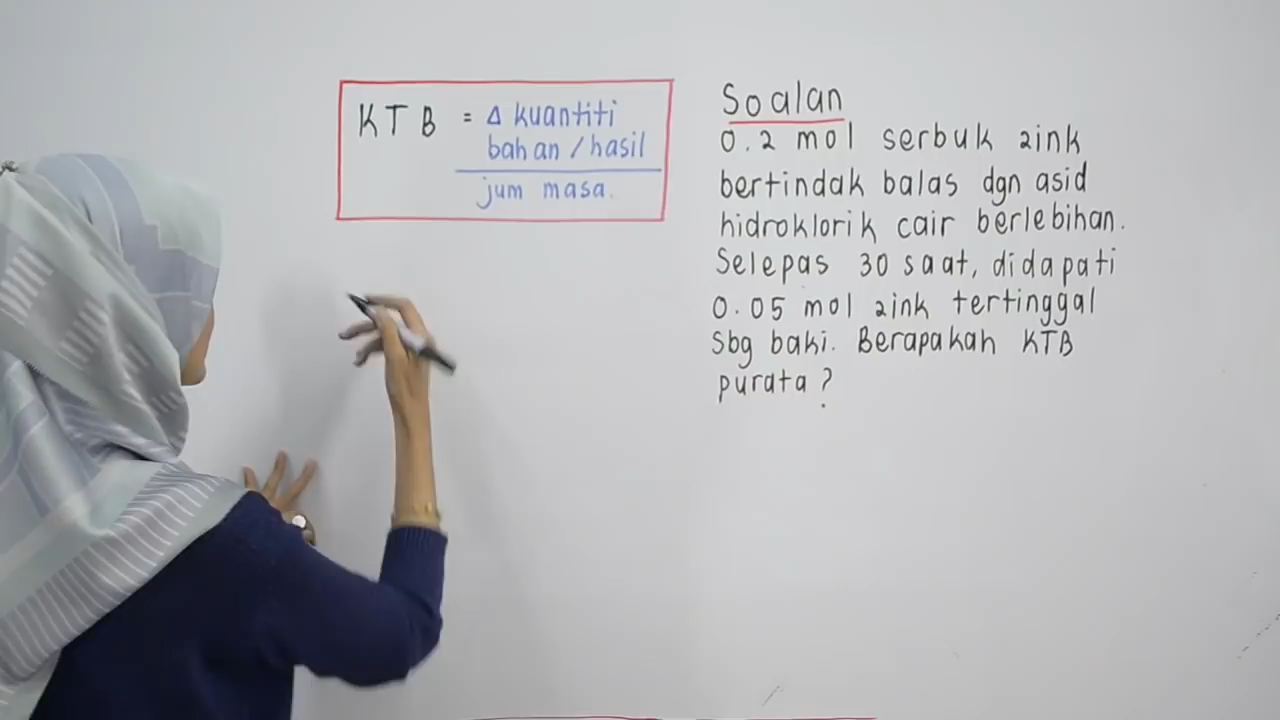 KTB = Δ kuantiti
bahan / hasil
jum masa.
Soalan
0.2 mol serbuk zink
bertindak balas dgn asid
hidroklorik cair berlebihan.
Selepas 30 saat, didapati
0.05 mol zink tertinggal
sbg baki. Berapakah KTB
purata?